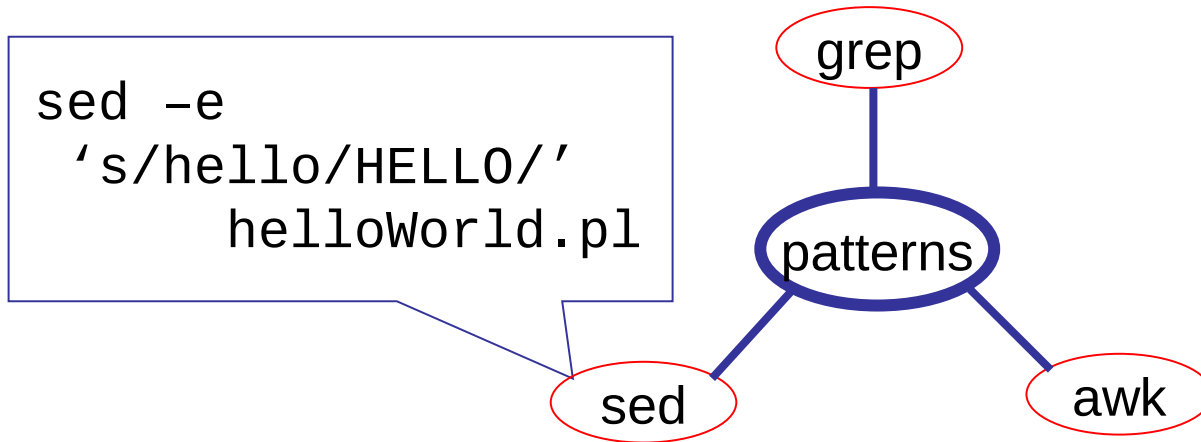 grep
sed –e
‘s/hello/HELLO/’
helloWorld.pl
patterns
sed
awk